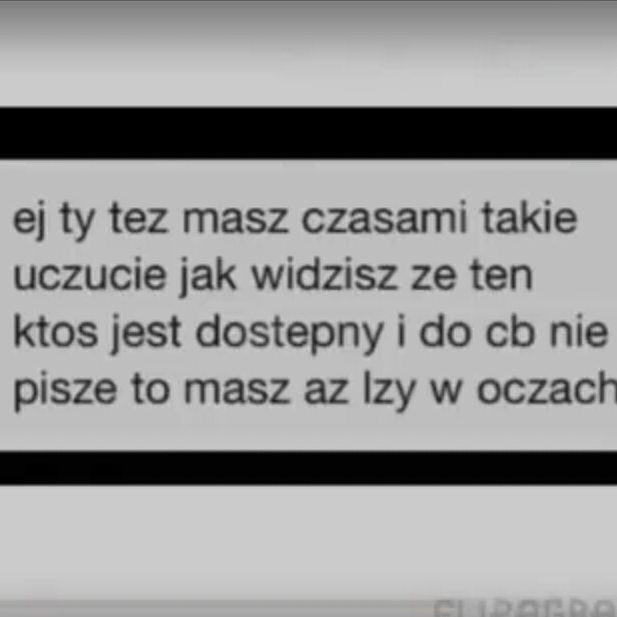 ej ty tez masz czasami takie
uczucie jak widzisz ze ten
ktos jest dostepny i do cb nie
pisze to masz az lzy w oczach